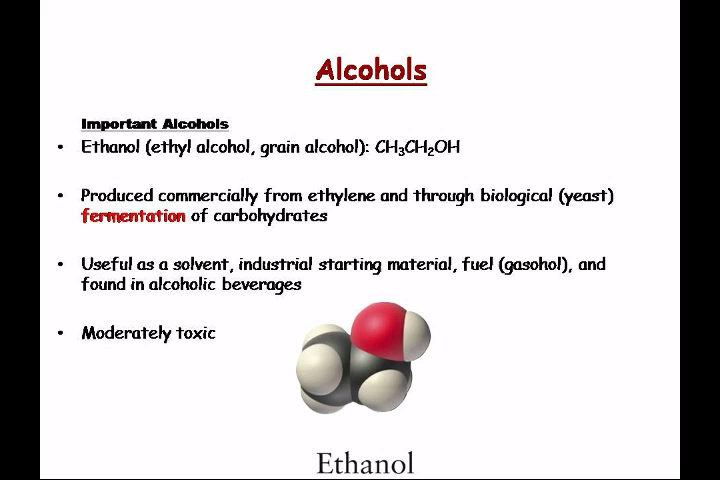 Alcohols
Important Alcohols
• Ethanol (ethyl alcohol, grain alcohol): CH₃CH₂OH
• Produced commercially from ethylene and through biological (yeast)
fermentation of carbohydrates
• Useful as a solvent, industrial starting material, fuel (gasohol), and
found in alcoholic beverages
• Moderately toxic
Ethanol